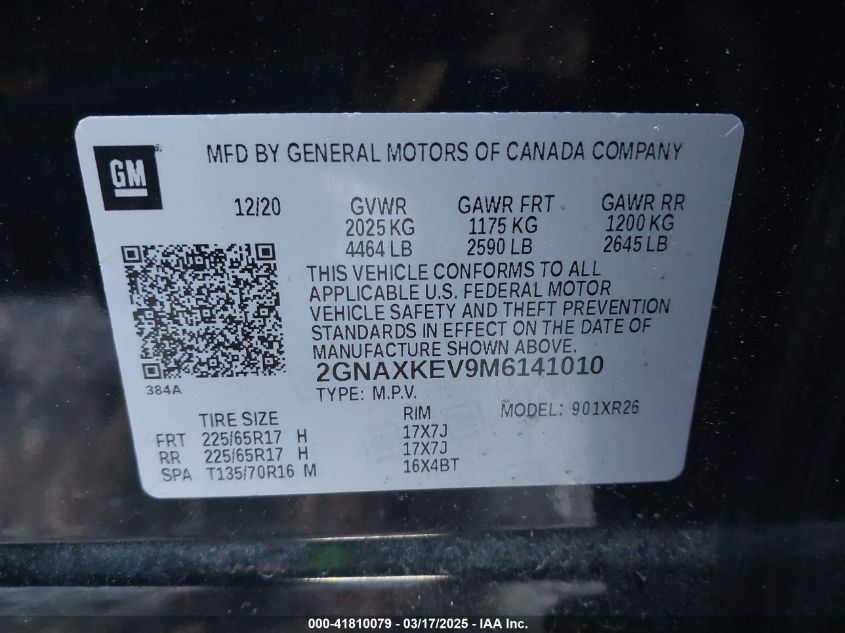 GM
MFD BY GENERAL MOTORS OF CANADA COMPANY
12/20 GVWR GAWR FRT GAWR RR
2025 KG 1175 KG 1200 KG
4464 LB 2590 LB 2645 LB
THIS VEHICLE CONFORMS TO ALL
APPLICABLE U.S. FEDERAL MOTOR
VEHICLE SAFETY AND THEFT PREVENTION
STANDARDS IN EFFECT ON THE DATE OF
MANUFACTURE SHOWN ABOVE.
384A
2GNAXKEV9M6141010
TYPE: M.P.V. MODEL: 901XR26
TIRE SIZE RIM
FRT 225/65R17 H 17X7J
RR 225/65R17 H 17X7J
SPA T135/70R16 M 16X4BT
000-41810079 - 03/17/2025 - IAA Inc.